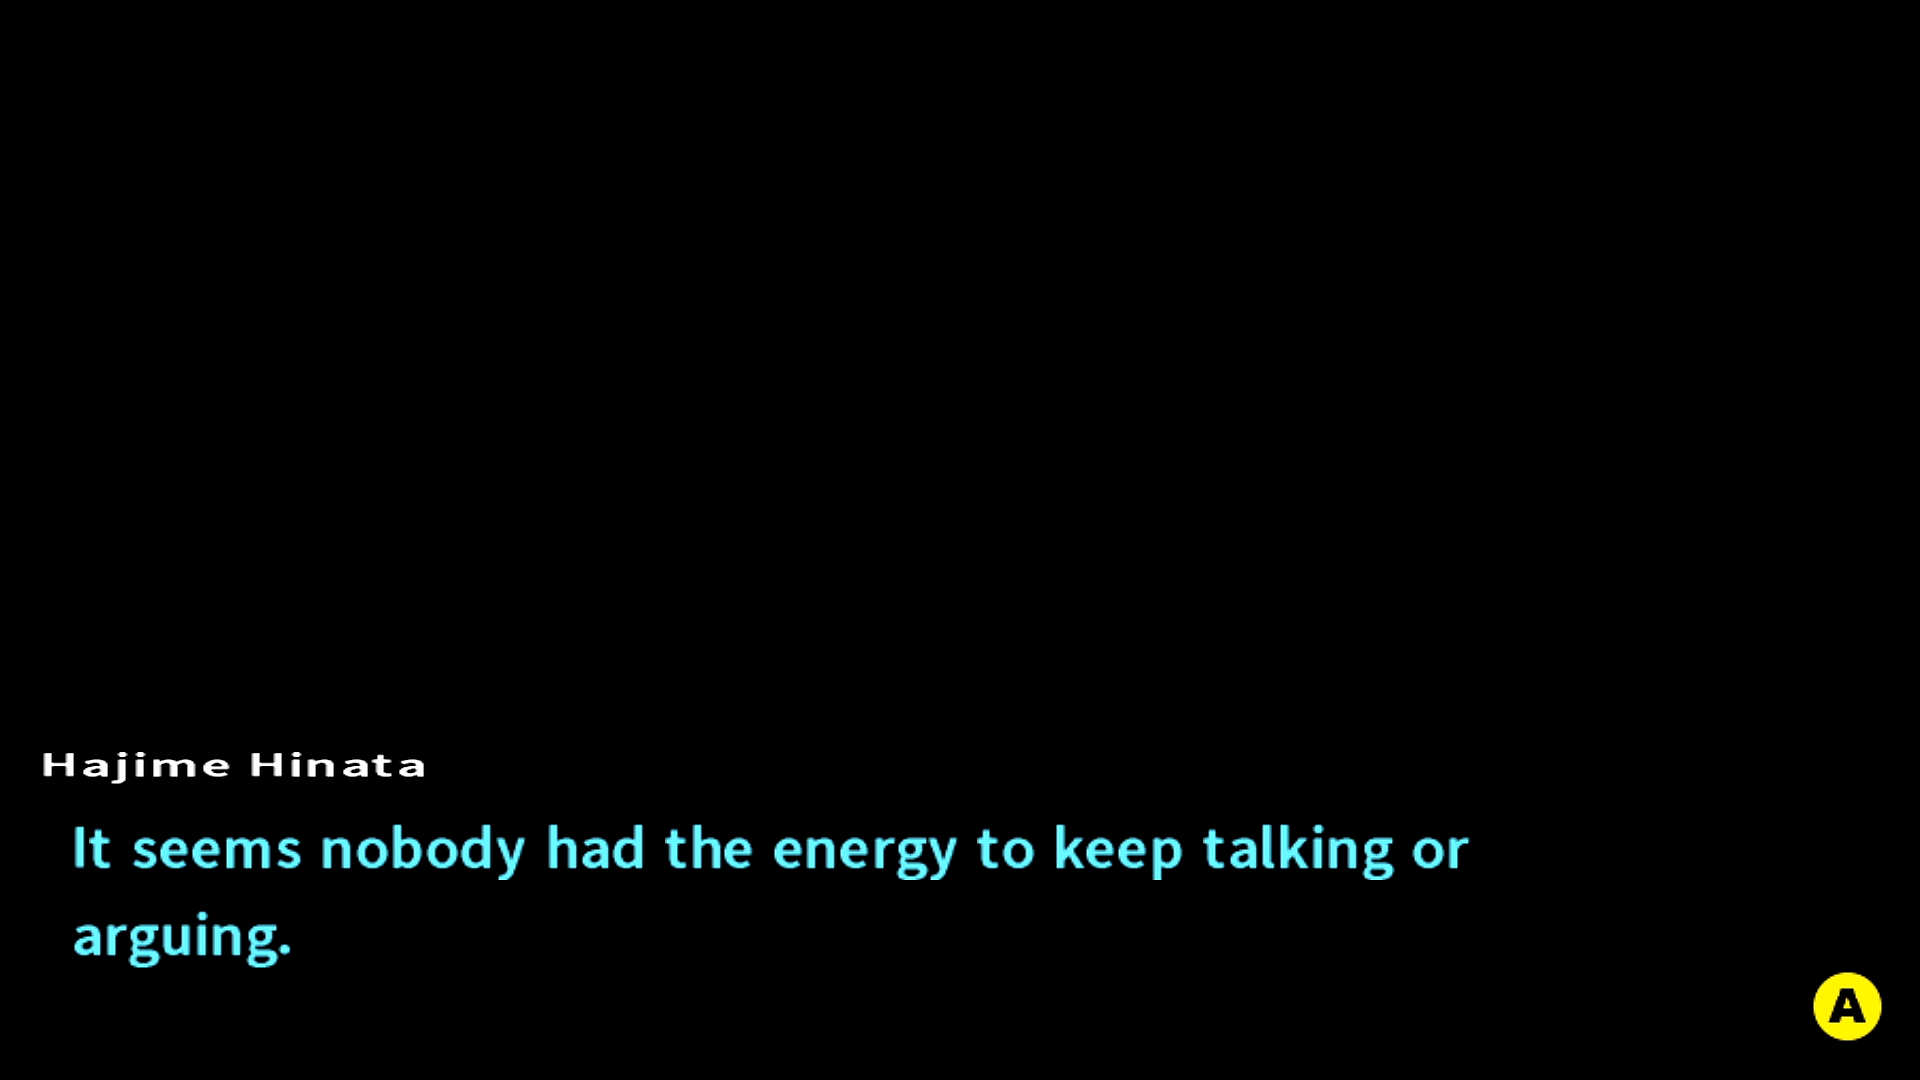 Hajime Hinata
It seems nobody had the energy to keep talking or
arguing.
A